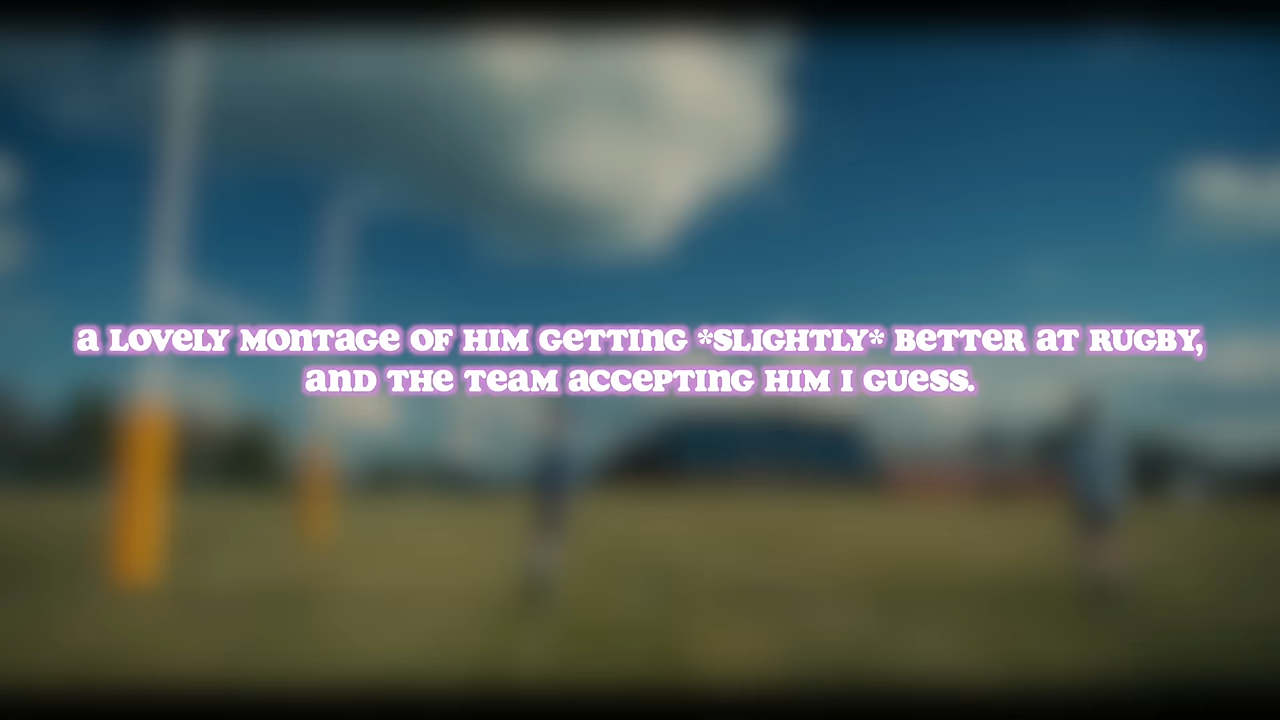 a LOVELY MONTAGE OF HIM GETTING *SLIGHTLY* BETTER AT RUGBY,
AND THE TEAM ACCEPTING HIM I GUESS.